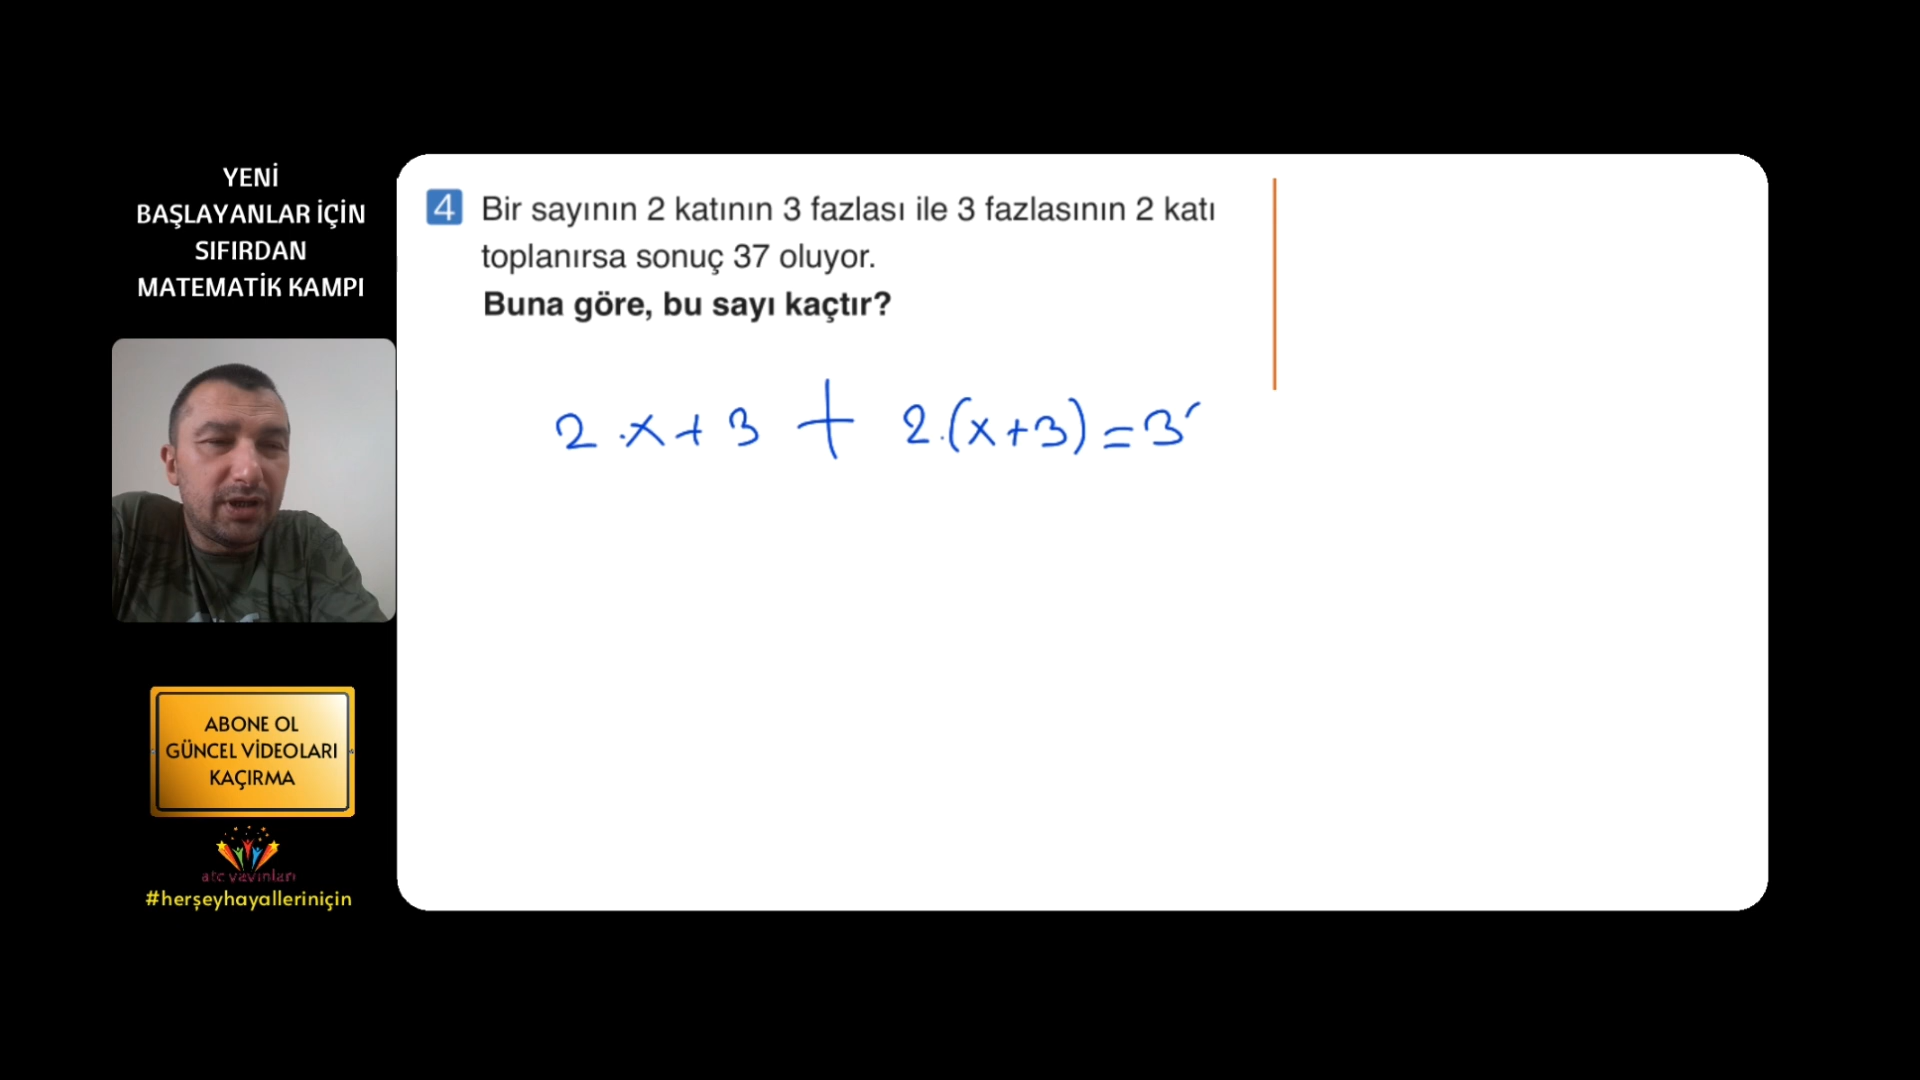 YENİ
BAŞLAYANLAR İÇİN
SIFIRDAN
MATEMATİK KAMPI
4 Bir sayının 2 katının 3 fazlası ile 3 fazlasının 2 katı
toplanırsa sonuç 37 oluyor.
Buna göre, bu sayı kaçtır?
2.x+3 + 2.(x+3)=3
ABONE OL
GÜNCEL VİDEOLARI
KAÇIRMA
atc yayınları
#herşeyhayalleriniçin